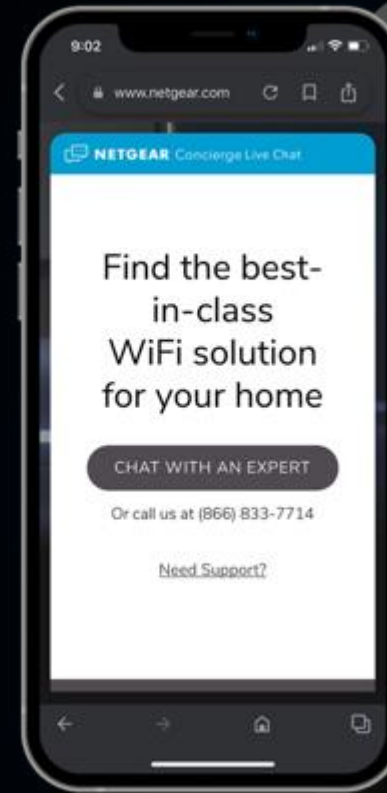 9:02
www.netgear.com
NETGEAR Concierge Live Chat
Find the best-
in-class
WiFi solution
for your home
CHAT WITH AN EXPERT
Or call us at (866) 833-7714
Need Support?